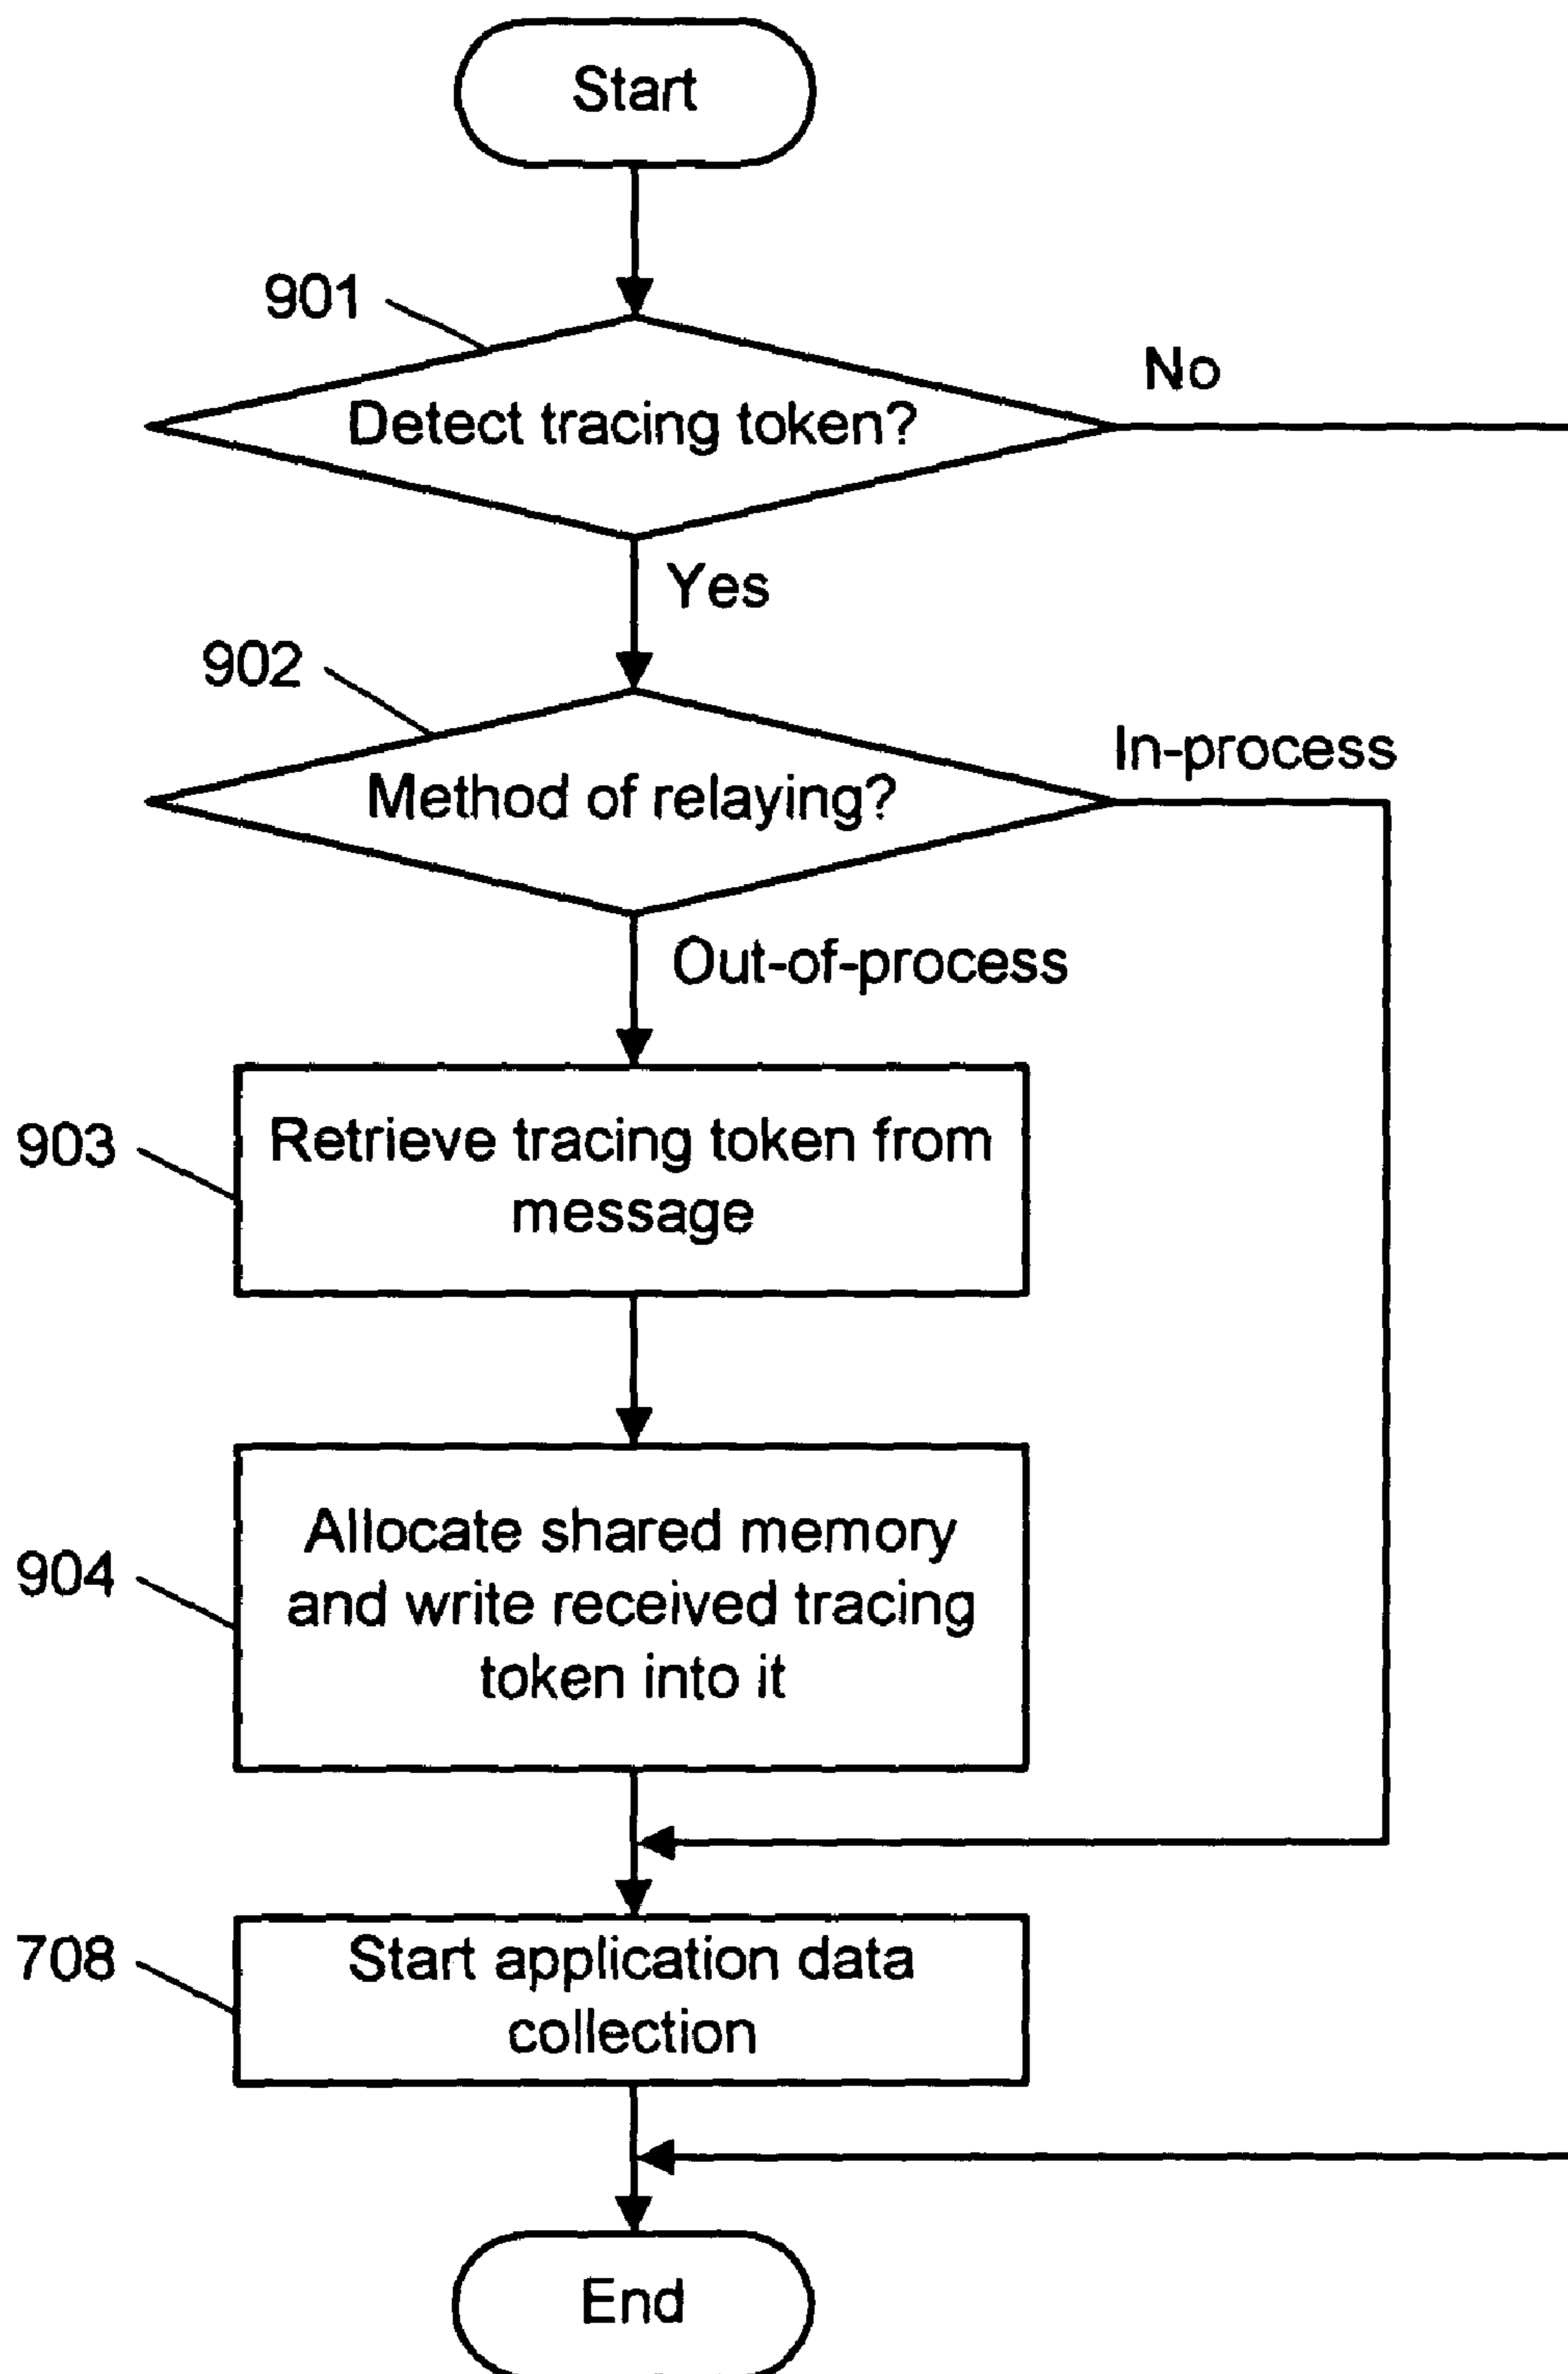 Start
901
Detect tracing token?
No
Yes
902
Method of relaying?
In-process
Out-of-process
903
Retrieve tracing token from
message
904
Allocate shared memory
and write received tracing
token into it
708
Start application data
collection
End